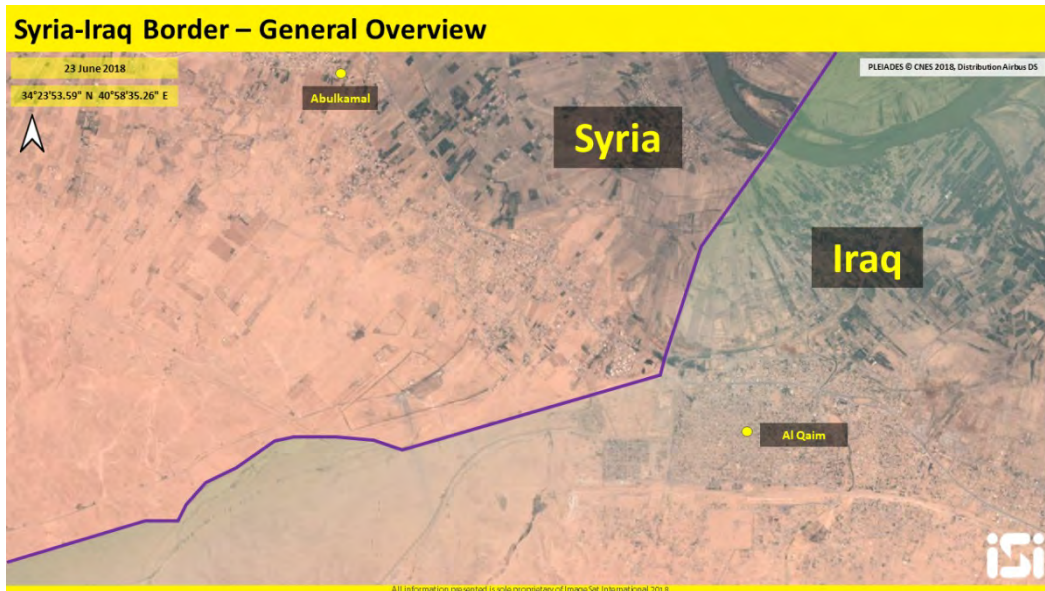 Syria-Iraq Border – General Overview
23 June 2018
PLEIADES © CNES 2018, Distribution Airbus DS
34°23'53.59" N 40°58'35.26" E
Abulkamal
Syria
Iraq
Al Qaim
iSi
All information presented is sole proprietary of ImageSat International 2018